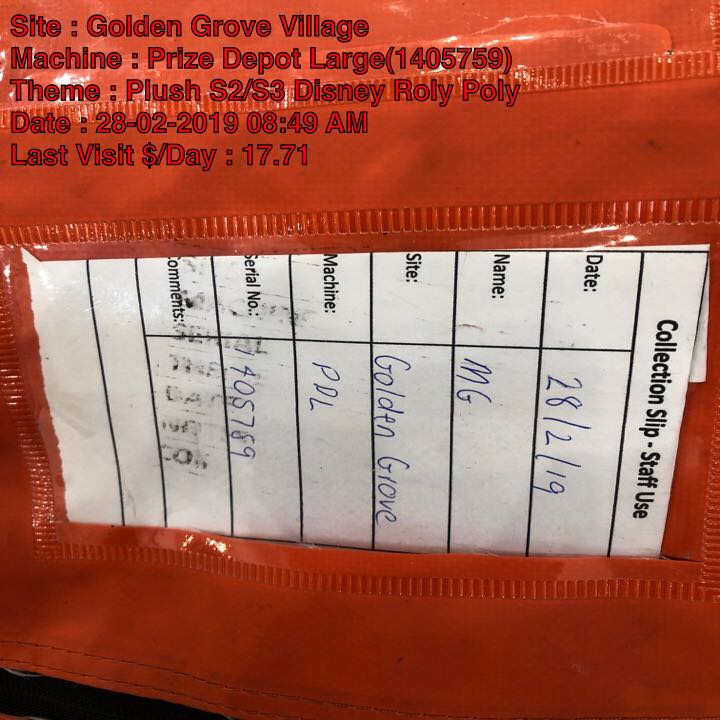 Site : Golden Grove Village
Machine : Prize Depot Large(1405759)
Theme : Plush S2/S3 Disney Roly Poly
Date : 28-02-2019 08:49 AM
Last Visit $/Day : 17.71
Collection Slip - Staff Use
Date: 28/2/19
Name: MG
Site: Golden Grove
Machine: PDL
Serial No.: 1405789
Comments: